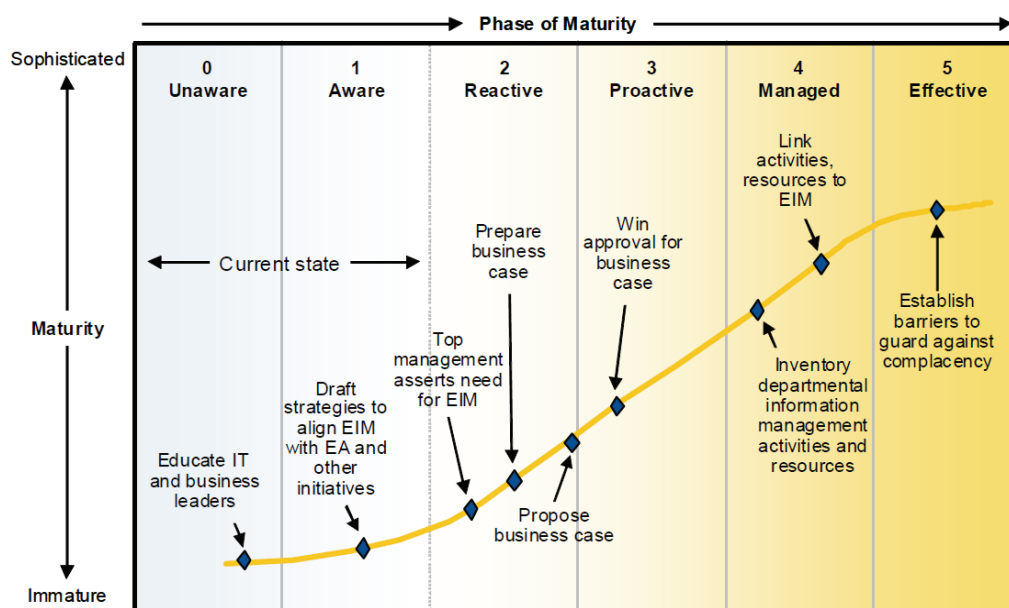 Phase of Maturity
Sophisticated
0
Unaware
1
Aware
2
Reactive
3
Proactive
4
Managed
5
Effective
Link
activities,
resources to
EIM
Prepare
business
case
Win
approval for
business
case
Current state
Maturity
Establish
barriers to
guard against
complacency
Top
management
asserts need
for EIM
Inventory
departmental
information
management
activities and
resources
Draft
strategies to
align EIM
with EA and
other
initiatives
Educate IT
and business
leaders
Propose
business case
Immature